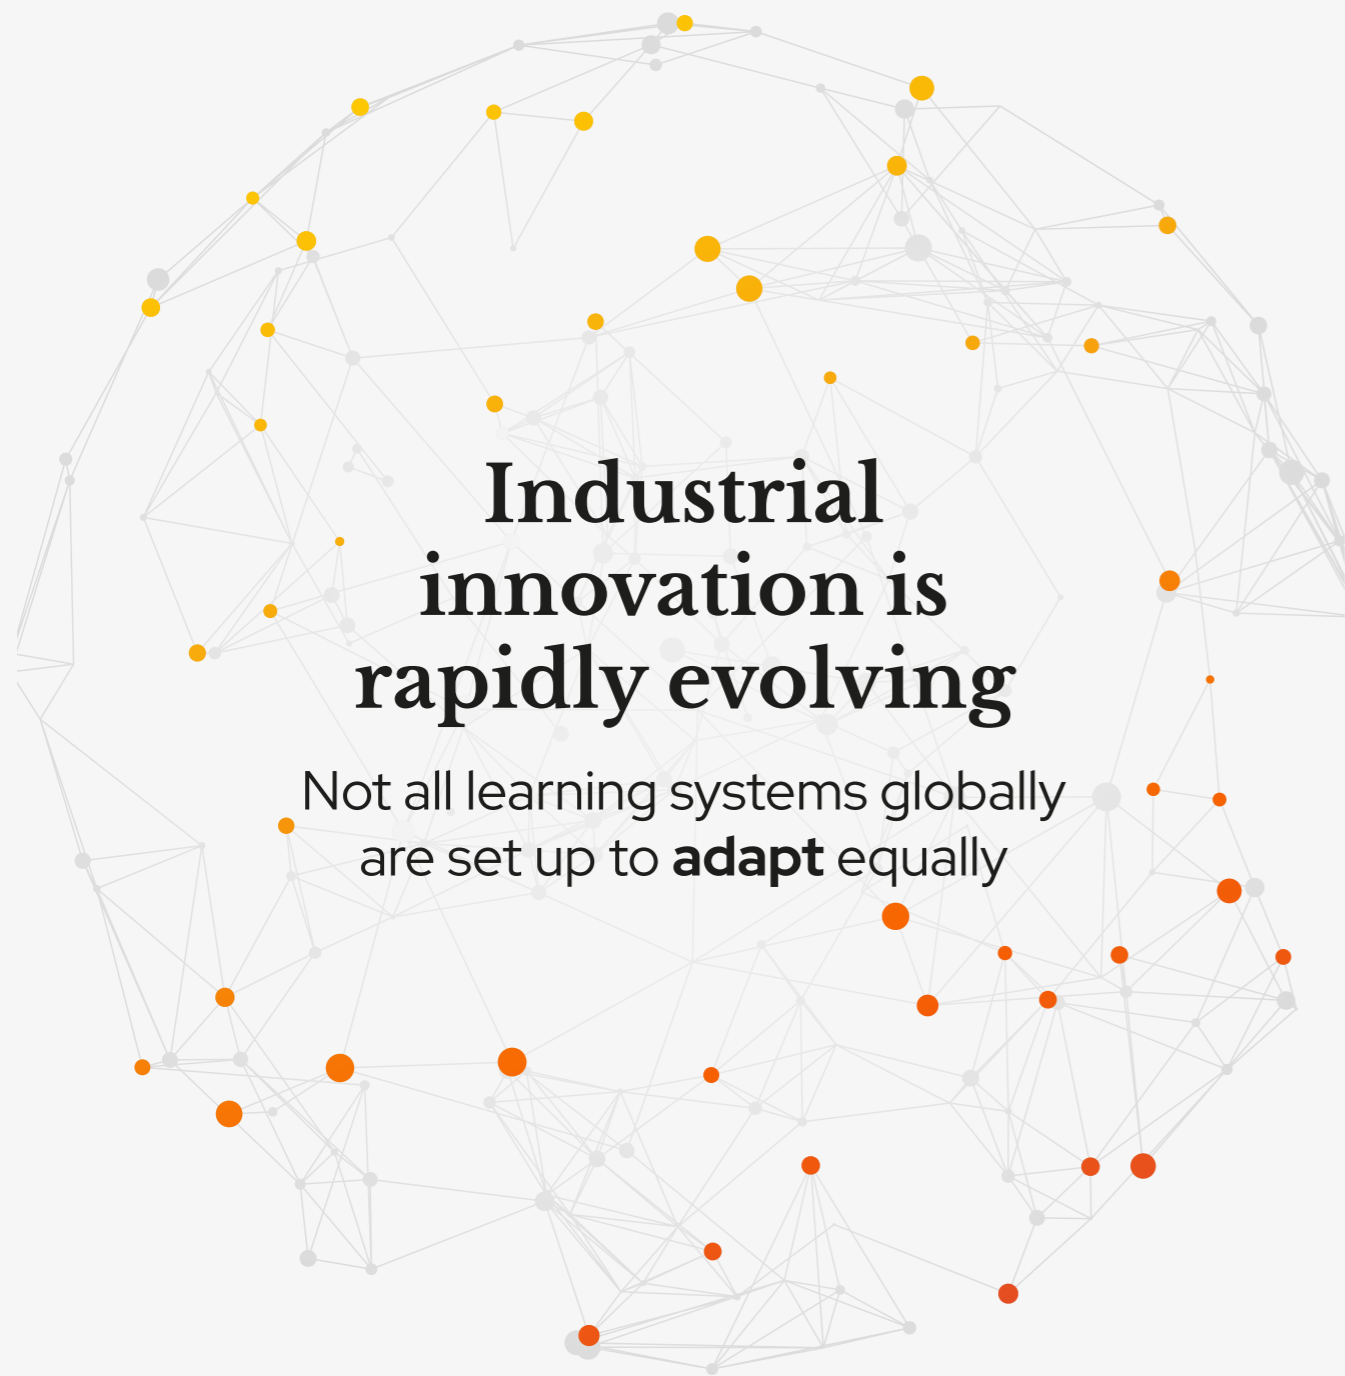 Industrial
innovation is
rapidly evolving
Not all learning systems globally
are set up to adapt equally